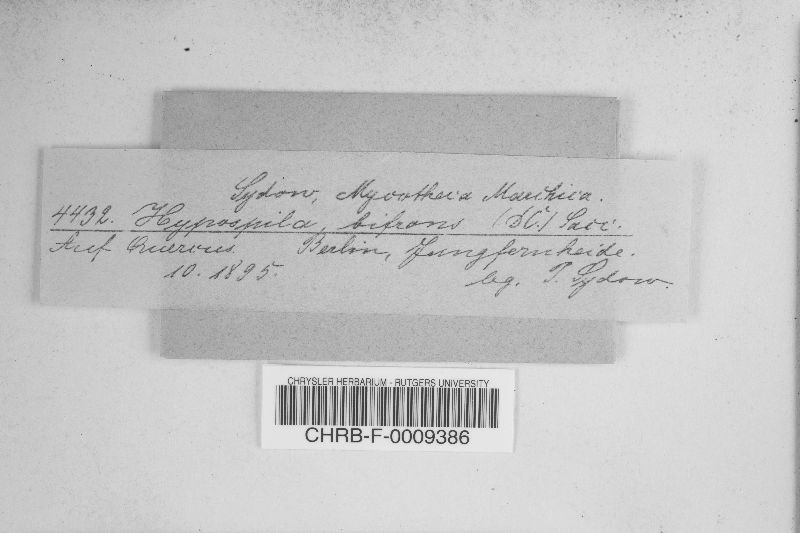 Sydow, Mycotheca Marchica.
4432. Hypospila bifrons (DC.) Sacc.
Auf Quercus. Berlin, Jungfernheide.
10. 1895. leg. P. Sydow.
CHRYSLER HERBARIUM - RUTGERS UNIVERSITY
CHRB-F-0009386